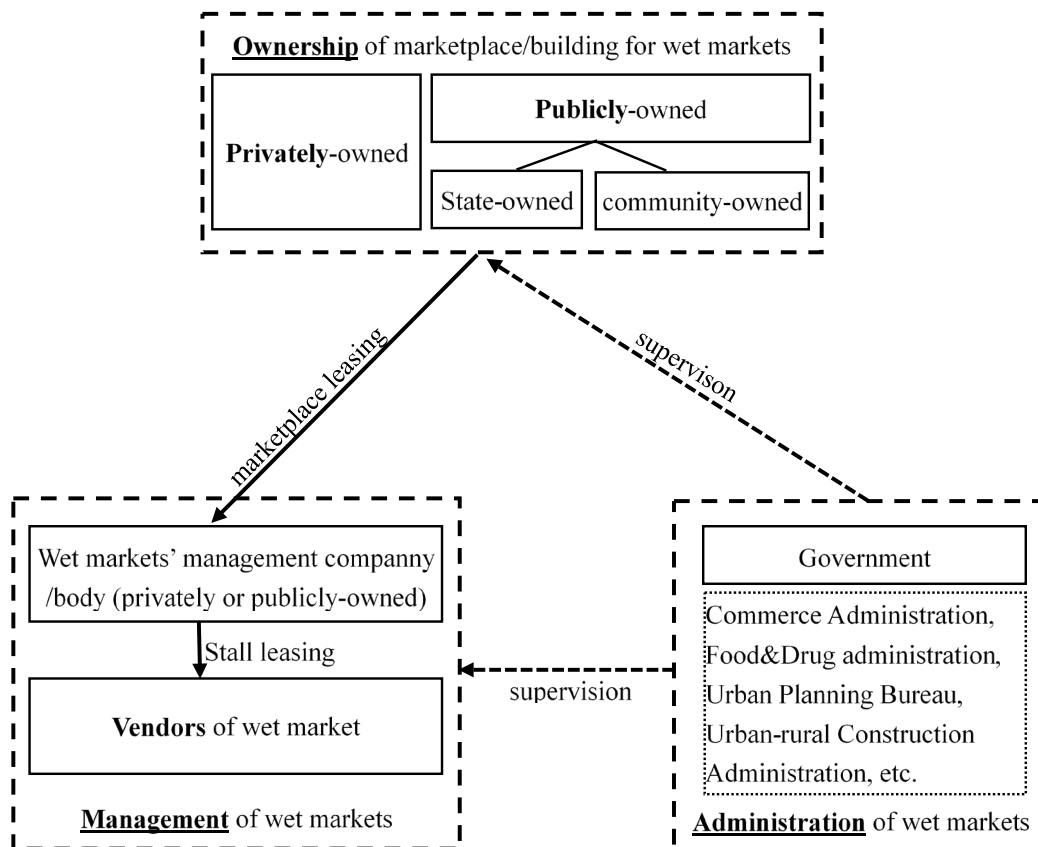 Ownership of marketplace/building for wet markets
Privately-owned
Publicly-owned
State-owned
community-owned
marketplace leasing
supervison
Wet markets’ management companny
/body (privately or publicly-owned)
Stall leasing
Vendors of wet market
Management of wet markets
supervision
Government
Commerce Administration,
Food&Drug administration,
Urban Planning Bureau,
Urban-rural Construction
Administration, etc.
Administration of wet markets